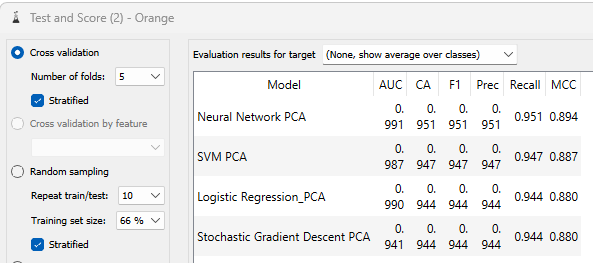 Test and Score (2) - Orange
Cross validation
Number of folds: 5
Stratified
Cross validation by feature
Random sampling
Repeat train/test: 10
Training set size: 66 %
Stratified
Evaluation results for target (None, show average over classes)
Model AUC CA F1 Prec Recall MCC
Neural Network PCA 0.991 0.951 0.951 0.951 0.951 0.894
SVM PCA 0.987 0.947 0.947 0.947 0.947 0.887
Logistic Regression_PCA 0.990 0.944 0.944 0.944 0.944 0.880
Stochastic Gradient Descent PCA 0.941 0.944 0.944 0.944 0.944 0.880